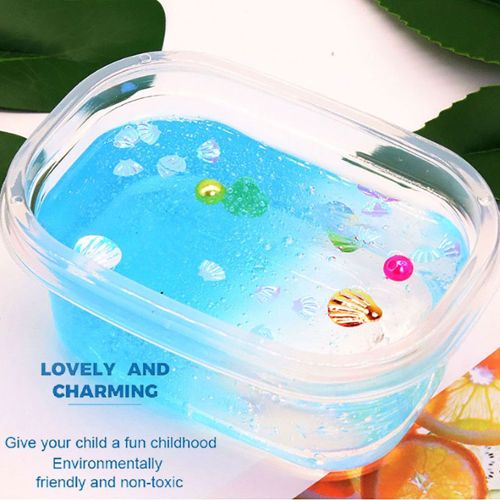 LOVELY AND
CHARMING
Give your child a fun childhood
Environmentally
friendly and non-toxic